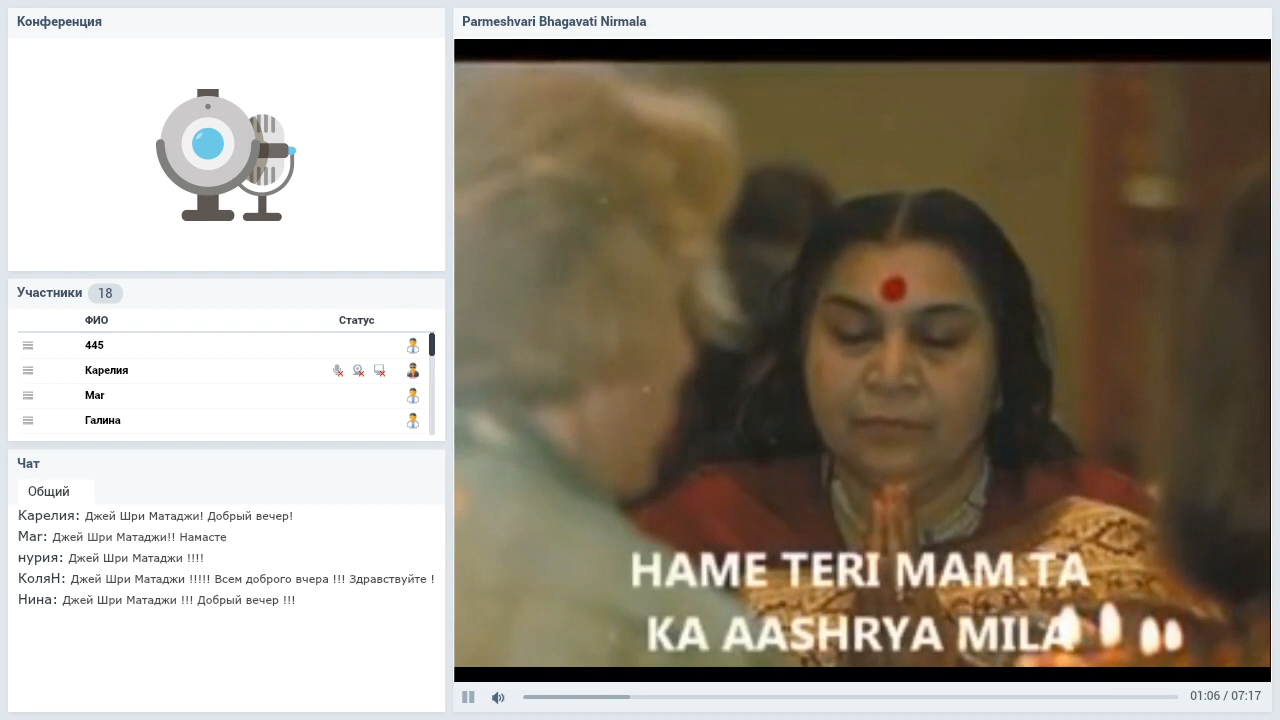 Конференция
Участники 18
ФИО Статус
445
Карелия
Mar
Галина
Чат
Общий
Карелия: Джей Шри Матаджи! Добрый вечер!
Mar: Джей Шри Матаджи!! Намасте
нурия: Джей Шри Матаджи !!!!
КоляН: Джей Шри Матаджи !!!!! Всем доброго вчера !!! Здравствуйте !
Нина: Джей Шри Матаджи !!! Добрый вечер !!!
Parmeshvari Bhagavati Nirmala
HAME TERI MAM.TA
KA AASHRYA MILA
01:06 / 07:17